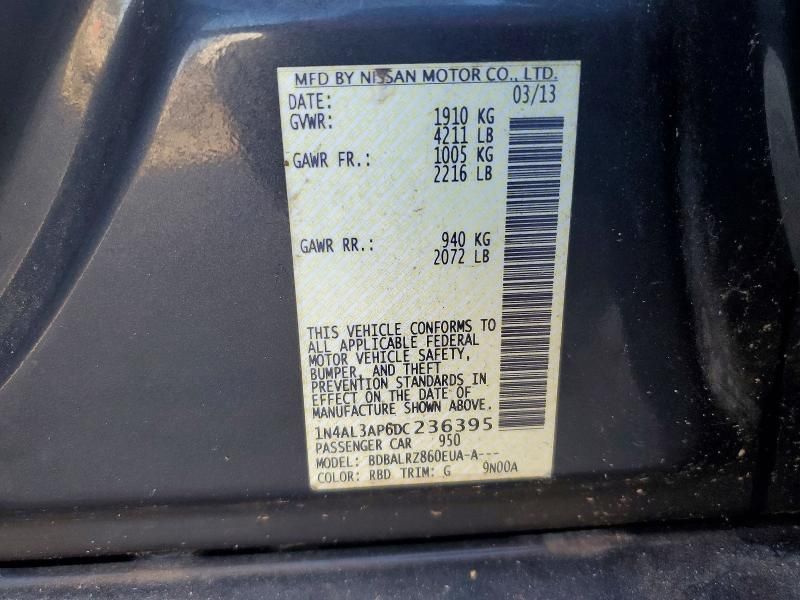 MFD BY NISSAN MOTOR CO., LTD.
DATE: 03/13
GVWR: 1910 KG
4211 LB
GAWR FR.: 1005 KG
2216 LB
GAWR RR.: 940 KG
2072 LB
THIS VEHICLE CONFORMS TO
ALL APPLICABLE FEDERAL
MOTOR VEHICLE SAFETY,
BUMPER, AND THEFT
PREVENTION STANDARDS IN
EFFECT ON THE DATE OF
MANUFACTURE SHOWN ABOVE.
1N4AL3AP6DC236395
PASSENGER CAR 950
MODEL: BDBALRZ860EUA-A---
COLOR: RBD TRIM: G 9N00A